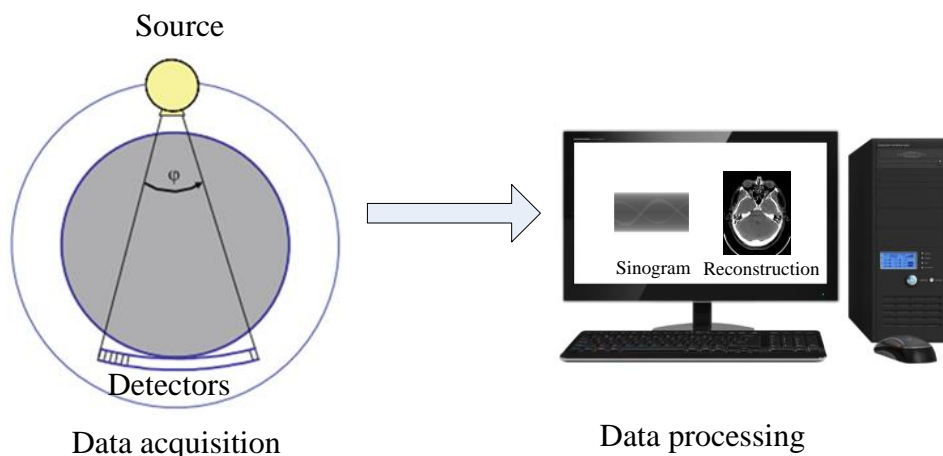 Source
φ
Detectors
Data acquisition
Sinogram
Reconstruction
Data processing